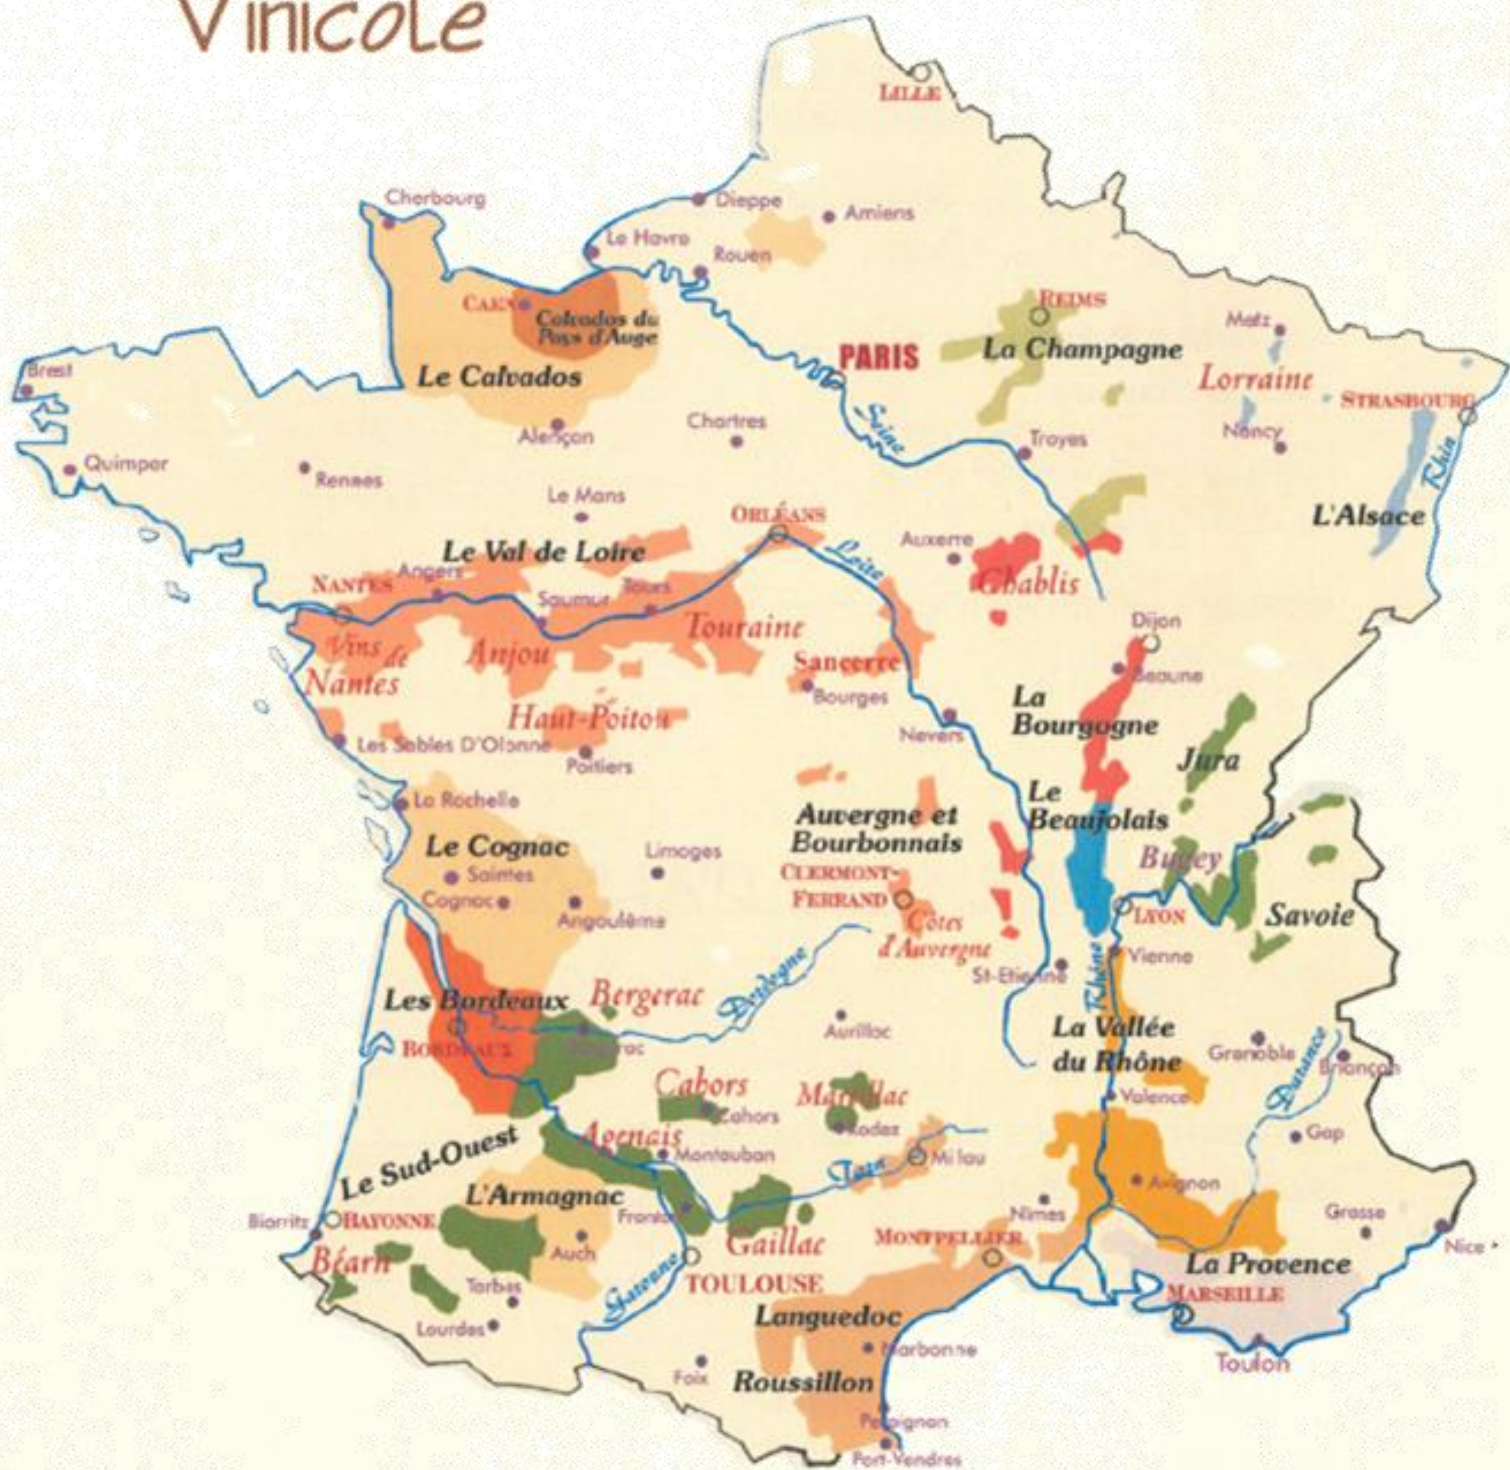 Vinicole
LILLE
Cherbourg
Dieppe
Amiens
Le Havre
Rouen
CAEN
Calvados du
Pays d'Auge
REIMS
Metz
La Champagne
PARIS
Lorraine
Le Calvados
Brest
STRASBOURG
Seine
Alençon
Chartres
Troyes
Nancy
Rhin
Quimper
Rennes
Le Mans
ORLÉANS
L'Alsace
Auxerre
Loire
Le Val de Loire
Chablis
NANTES
Angers
Saumur
Tours
Dijon
Touraine
Vins de
Nantes
Anjou
Sancerre
Beaune
Bourges
La
Bourgogne
Haut-Poitou
Nevers
Les Sables D'Olonne
Poitiers
Jura
La Rochelle
Le
Beaujolais
Auvergne et
Bourbonnais
Le Cognac
Limoges
Bugey
Saintes
CLERMONT-
FERRAND
Cognac
Angoulême
LYON
Savoie
Côtes
d'Auvergne
Vienne
St-Etienne
Dordogne
Rhône
Les Bordeaux
Bergerac
Aurillac
La Vallée
du Rhône
BORDEAUX
Grenoble
Briançon
Durance
Cahors
Cahors
Marcillac
Rodez
Valence
Gap
Agenais
Montauban
Tarn
Millau
Le Sud-Ouest
L'Armagnac
Avignon
Biarritz
BAYONNE
Nîmes
Grasse
Béarn
Auch
Gaillac
MONTPELLIER
Nice
Garonne
La Provence
Tarbes
TOULOUSE
MARSEILLE
Lourdes
Languedoc
Narbonne
Toulon
Foix
Roussillon
Perpignan
Port-Vendres